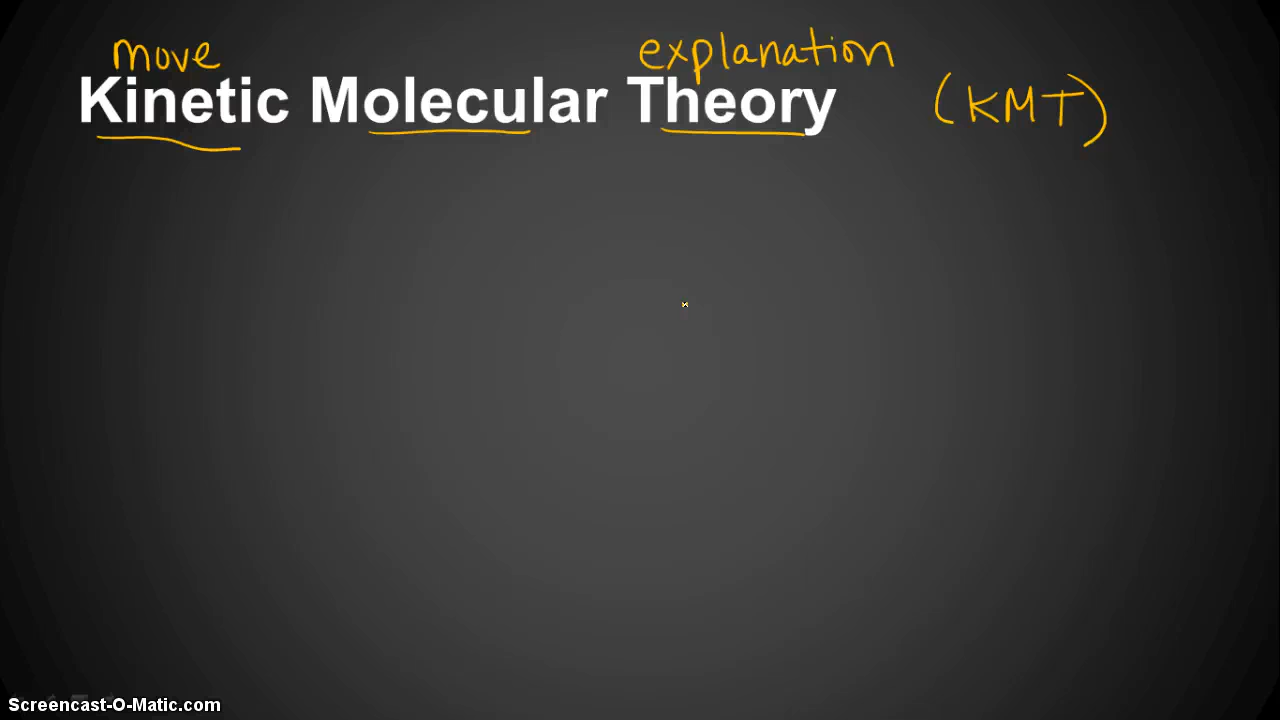 move explanation
Kinetic Molecular Theory (KMT)
Screencast-O-Matic.com